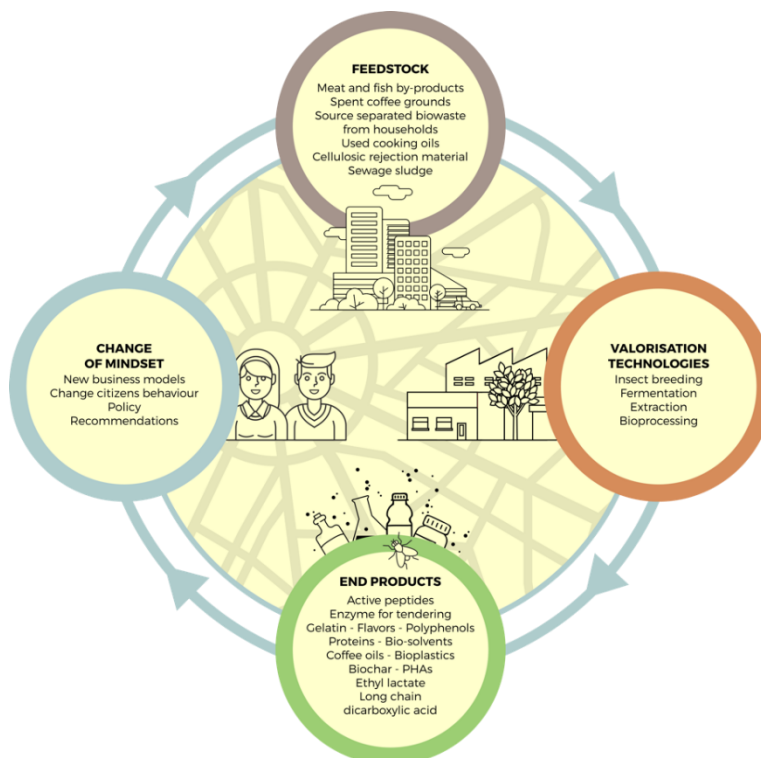 FEEDSTOCK
Meat and fish by-products
Spent coffee grounds
Source separated biowaste
from households
Used cooking oils
Cellulosic rejection material
Sewage sludge
CHANGE
OF MINDSET
New business models
Change citizens behaviour
Policy
Recommendations
VALORISATION
TECHNOLOGIES
Insect breeding
Fermentation
Extraction
Bioprocessing
END PRODUCTS
Active peptides
Enzyme for tendering
Gelatin - Flavors - Polyphenols
Proteins - Bio-solvents
Coffee oils - Bioplastics
Biochar - PHAs
Ethyl lactate
Long chain
dicarboxylic acid